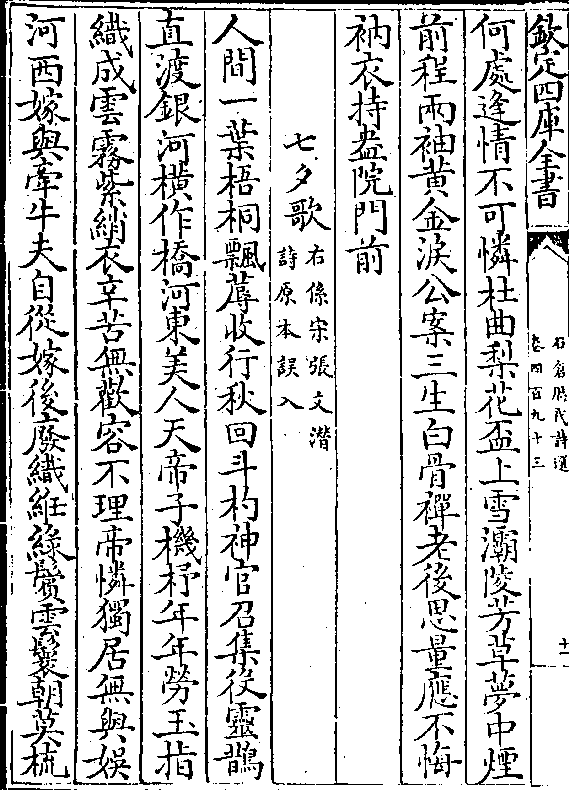 欽定四庫全書
石倉歷代詩選
卷四百九十三
十一
何處逢情不可憐杜曲梨花盃上雪灞陵芳草夢中煙
前程兩袖黄金淚公案三生白骨禪老後思量應不悔
衲衣持盋院門前
七夕歌
右係宋張文潛
詩原本誤入
人間一葉梧桐飄蓐收行秋回斗杓神官召集役靈鵲
直渡銀河横作橋河東美人天帝子機杼年年勞玉指
織成雲霧紫綃衣辛苦無歡容不理帝憐獨居無與娱
河西嫁與牽牛夫自從嫁後廢織絍緑鬢雲鬟朝莫梳